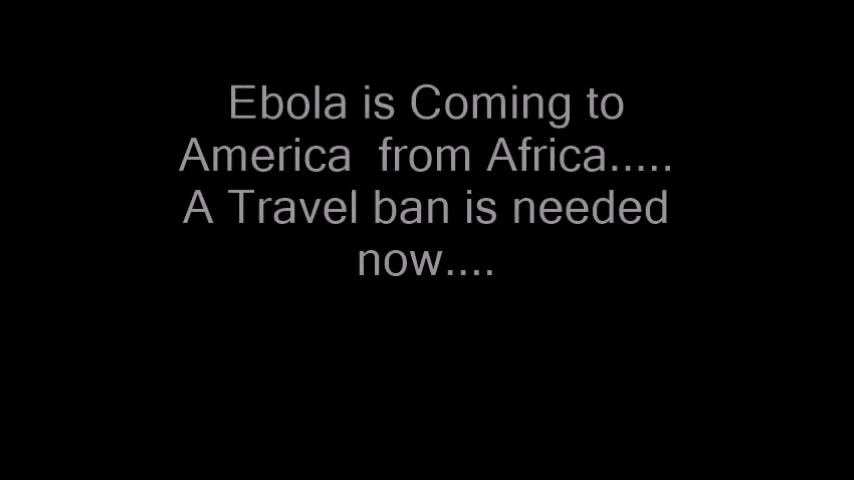 Ebola is Coming to
America  from Africa.....
A Travel ban is needed
now....